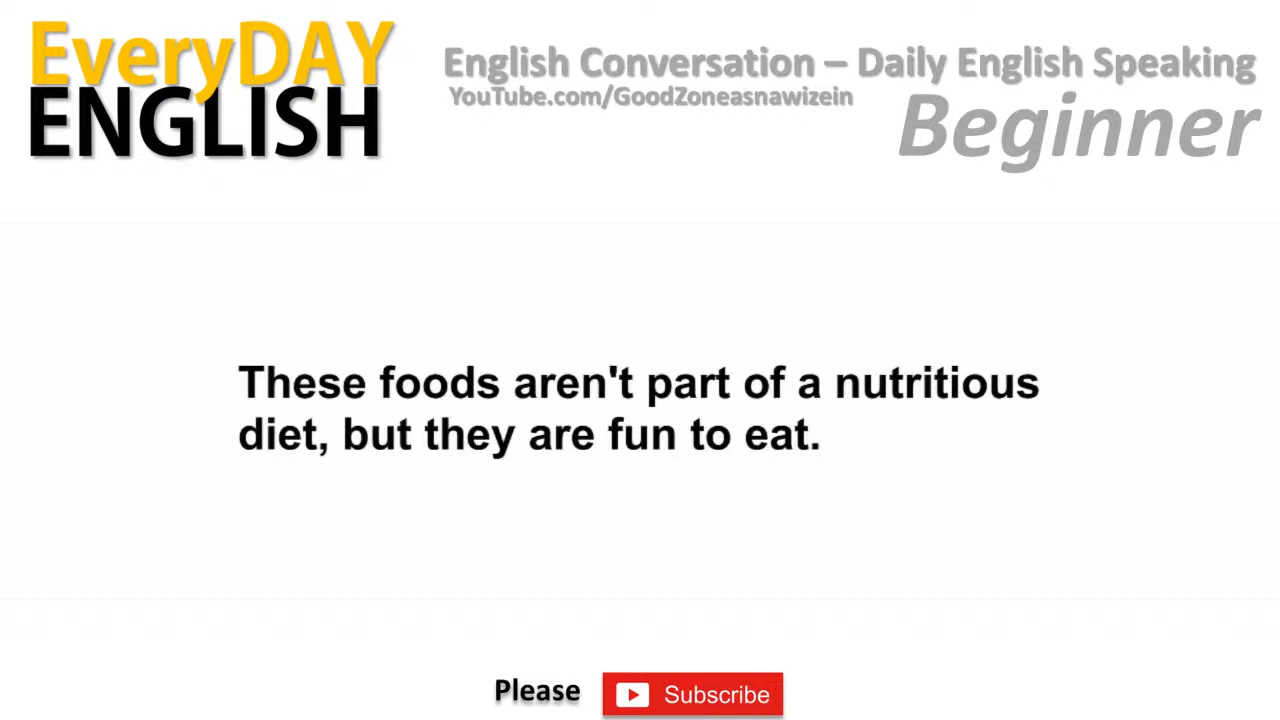 EveryDAY
ENGLISH
English Conversation – Daily English Speaking
YouTube.com/GoodZoneasnawizein
Beginner
These foods aren't part of a nutritious
diet, but they are fun to eat.
Please
Subscribe